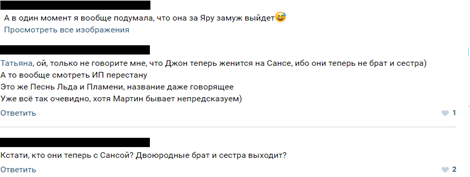 А в один момент я вообще подумала, что она за Яру замуж выйдет😅
Просмотреть все изображения
Татьяна, ой, только не говорите мне, что Джон теперь женится на Сансе, ибо они теперь не брат и сестра)
А то вообще смотреть ИП перестану
Это же Песнь Льда и Пламени, название даже говорящее
Уже всё так очевидно, хотя Мартин бывает непредсказуем)
Ответить
1
Кстати, кто они теперь с Сансой? Двоюродные брат и сестра выходит?
Ответить
2